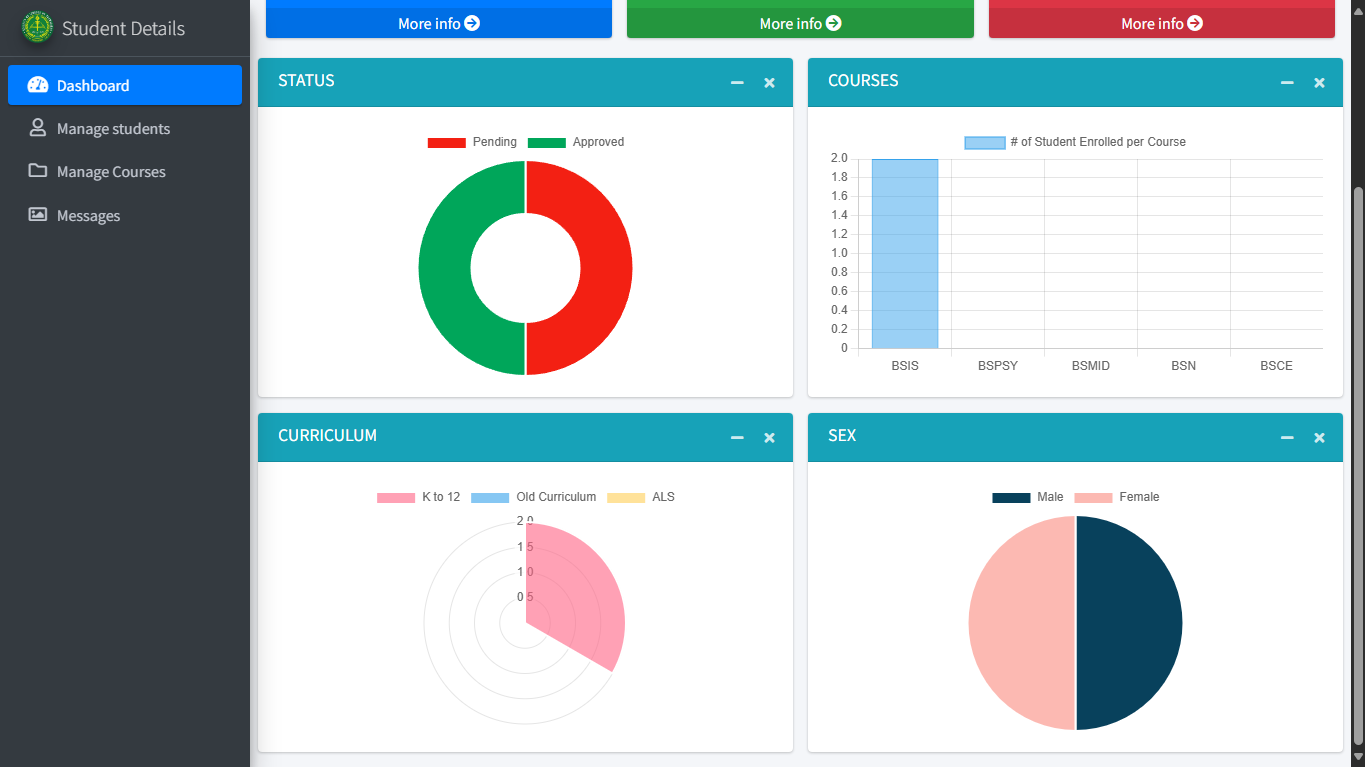 Student Details
Dashboard
Manage students
Manage Courses
Messages
More info
More info
More info
STATUS
Pending
Approved
COURSES
# of Student Enrolled per Course
2.0
1.8
1.6
1.4
1.2
1.0
0.8
0.6
0.4
0.2
0
BSIS
BSPSY
BSMID
BSN
BSCE
CURRICULUM
K to 12
Old Curriculum
ALS
2.0
1.5
1.0
0.5
SEX
Male
Female